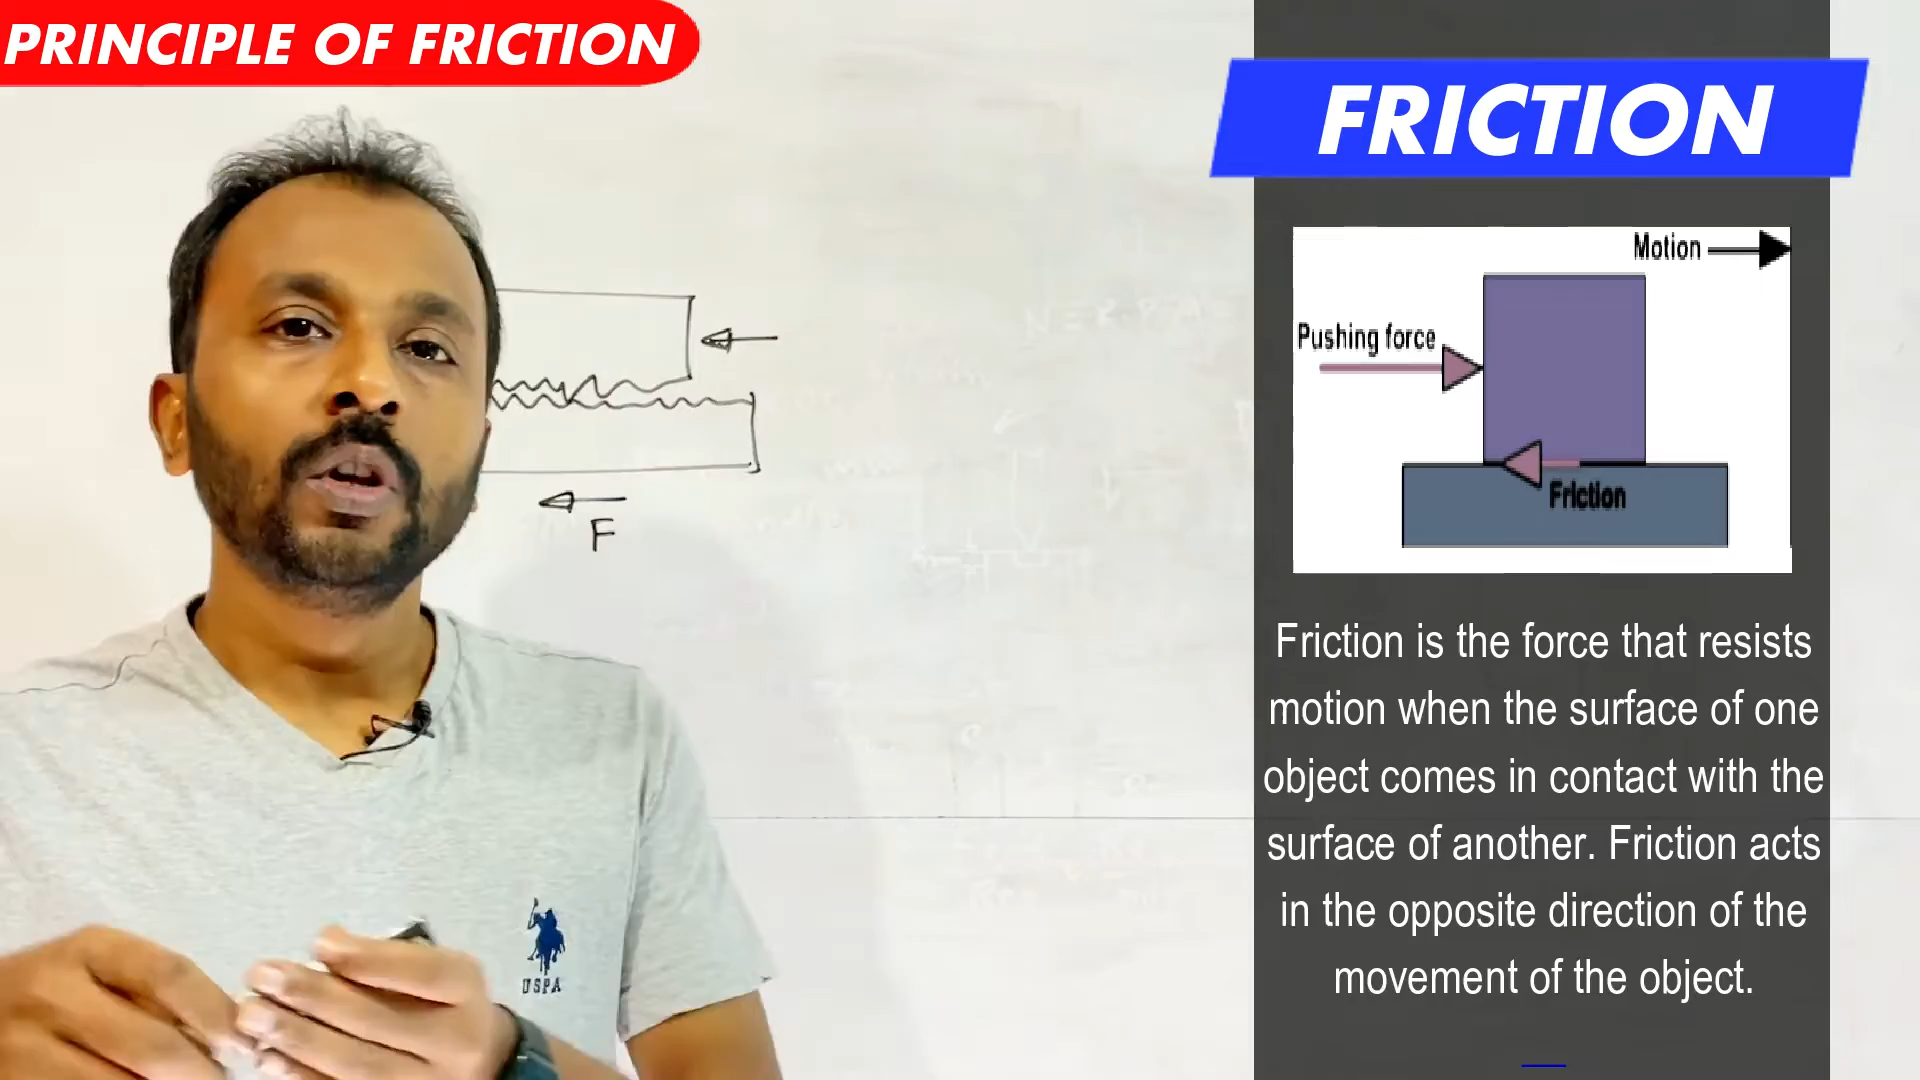 PRINCIPLE OF FRICTION
FRICTION
Motion
Pushing force
Friction
F
Friction is the force that resists
motion when the surface of one
object comes in contact with the
surface of another. Friction acts
in the opposite direction of the
movement of the object.
USPA